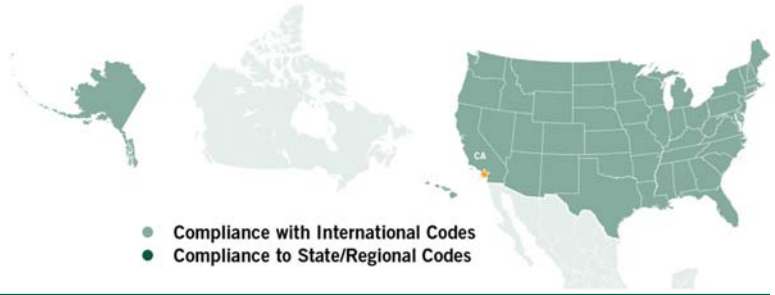 CA
Compliance with International Codes
Compliance to State/Regional Codes